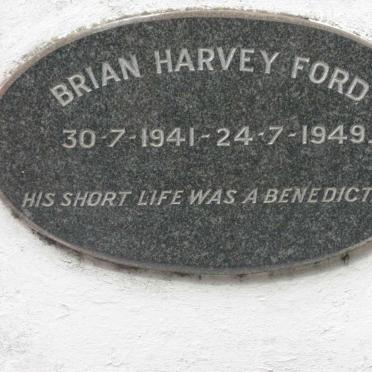 BRIAN HARVEY FORD
30-7-1941-24-7-1949.
HIS SHORT LIFE WAS A BENEDICT